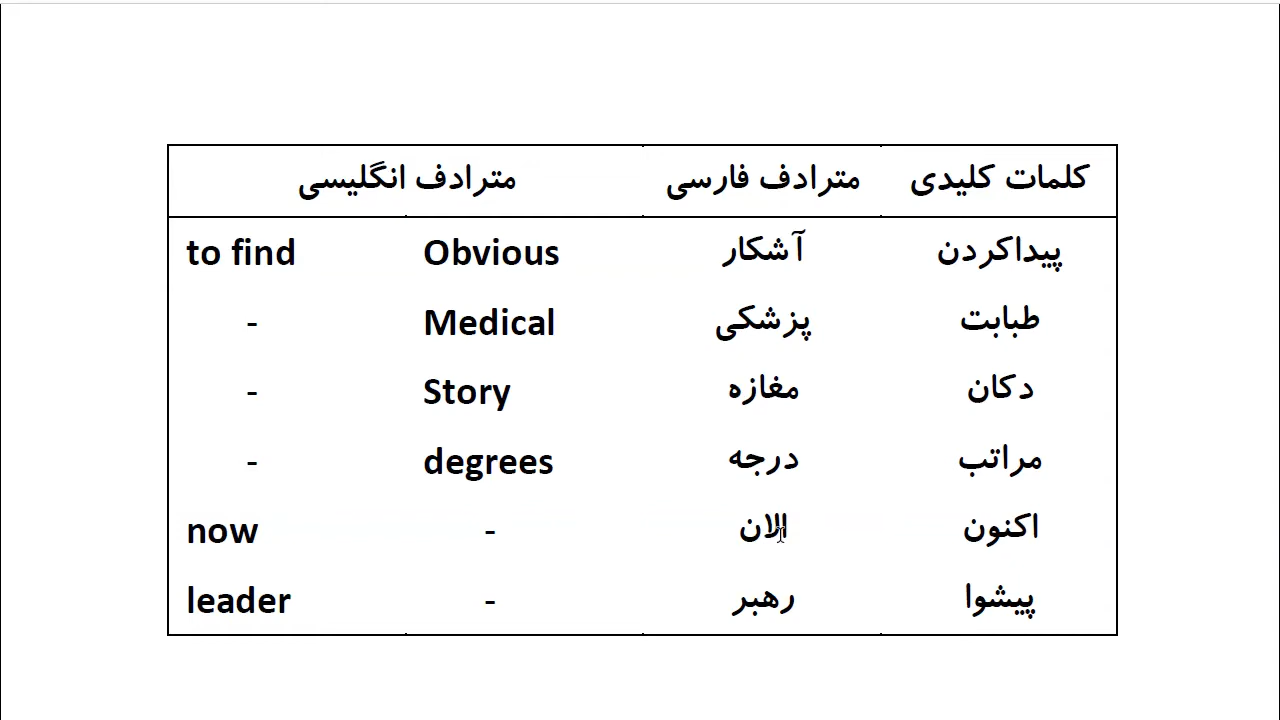 کلمات کلیدی مترادف فارسی مترادف انگلیسی
پیداکردن آشکار Obvious to find
طبابت پزشکی Medical -
دکان مغازه Story -
مراتب درجه degrees -
اکنون الان - now
پیشوا رهبر - leader